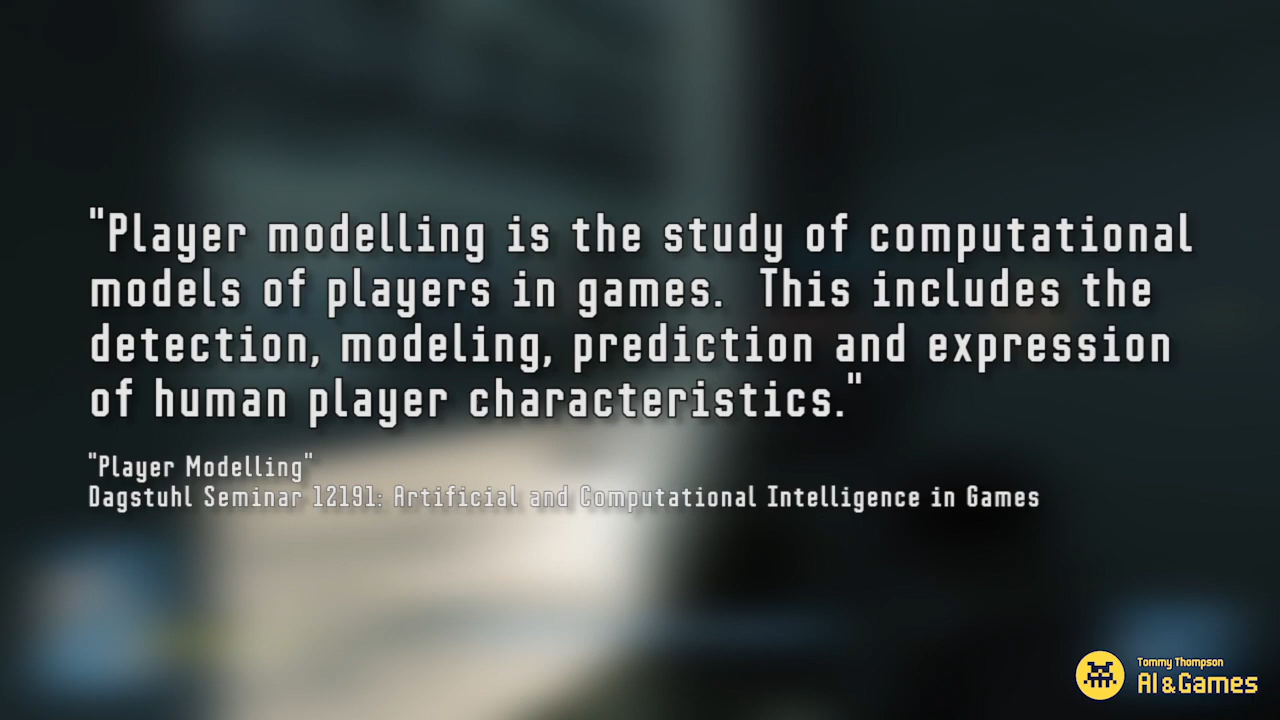 "Player modelling is the study of computational
models of players in games.  This includes the
detection, modeling, prediction and expression
of human player characteristics."
"Player Modelling"
Dagstuhl Seminar 12191: Artificial and Computational Intelligence in Games
Tommy Thompson
AI & Games